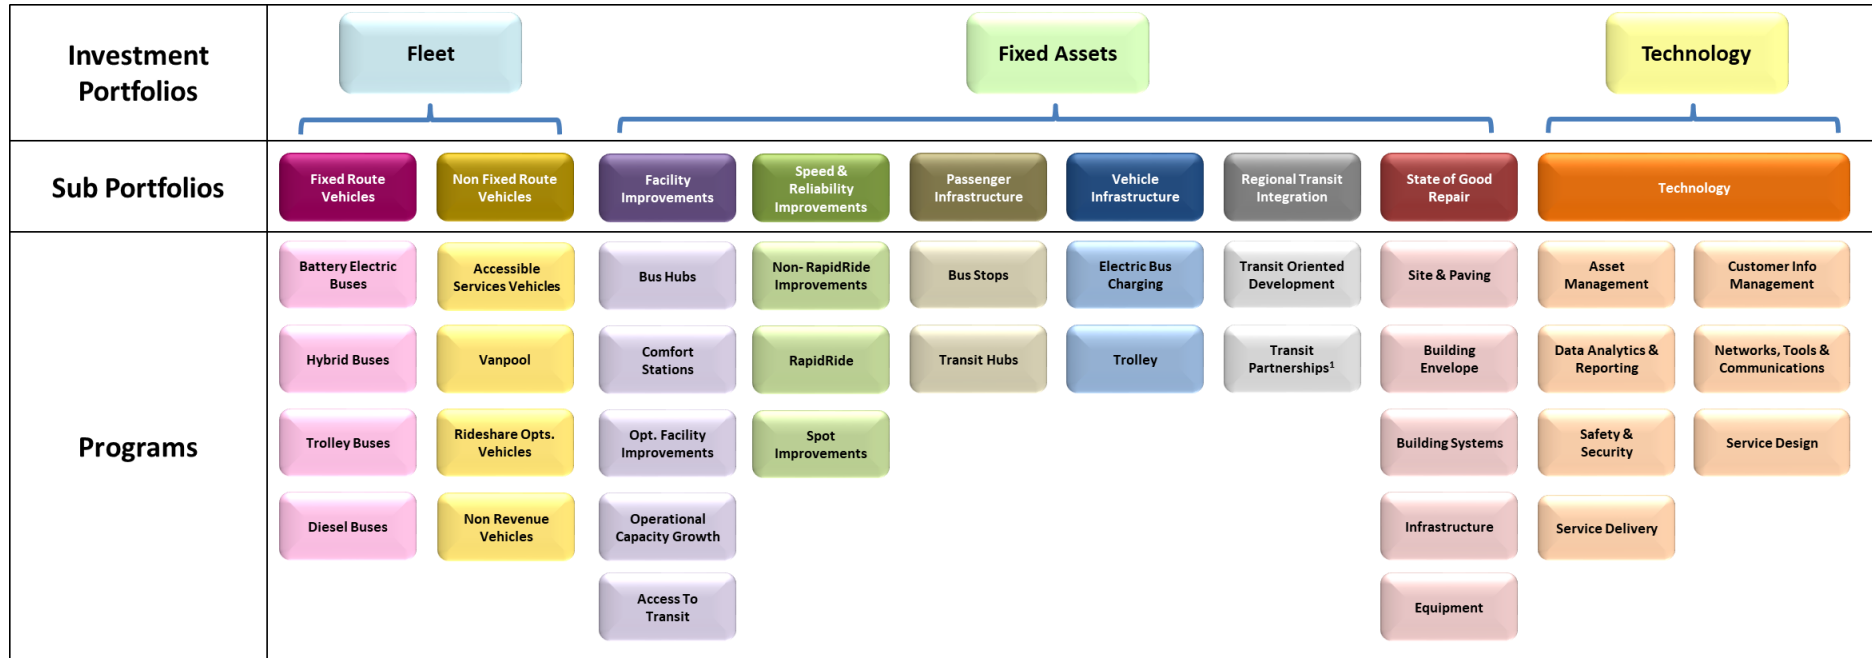 Investment
Portfolios
Fleet
Fixed Assets
Technology
Sub Portfolios
Fixed Route
Vehicles
Non Fixed Route
Vehicles
Facility
Improvements
Speed &
Reliability
Improvements
Passenger
Infrastructure
Vehicle
Infrastructure
Regional Transit
Integration
State of Good
Repair
Technology
Programs
Battery Electric
Buses
Accessible
Services Vehicles
Bus Hubs
Non- RapidRide
Improvements
Bus Stops
Electric Bus
Charging
Transit Oriented
Development
Site & Paving
Asset
Management
Customer Info
Management
Hybrid Buses
Vanpool
Comfort
Stations
RapidRide
Transit Hubs
Trolley
Transit
Partnerships¹
Building
Envelope
Data Analytics &
Reporting
Networks, Tools &
Communications
Trolley Buses
Rideshare Opts.
Vehicles
Opt. Facility
Improvements
Spot
Improvements
Building Systems
Safety &
Security
Service Design
Diesel Buses
Non Revenue
Vehicles
Operational
Capacity Growth
Infrastructure
Service Delivery
Access To
Transit
Equipment